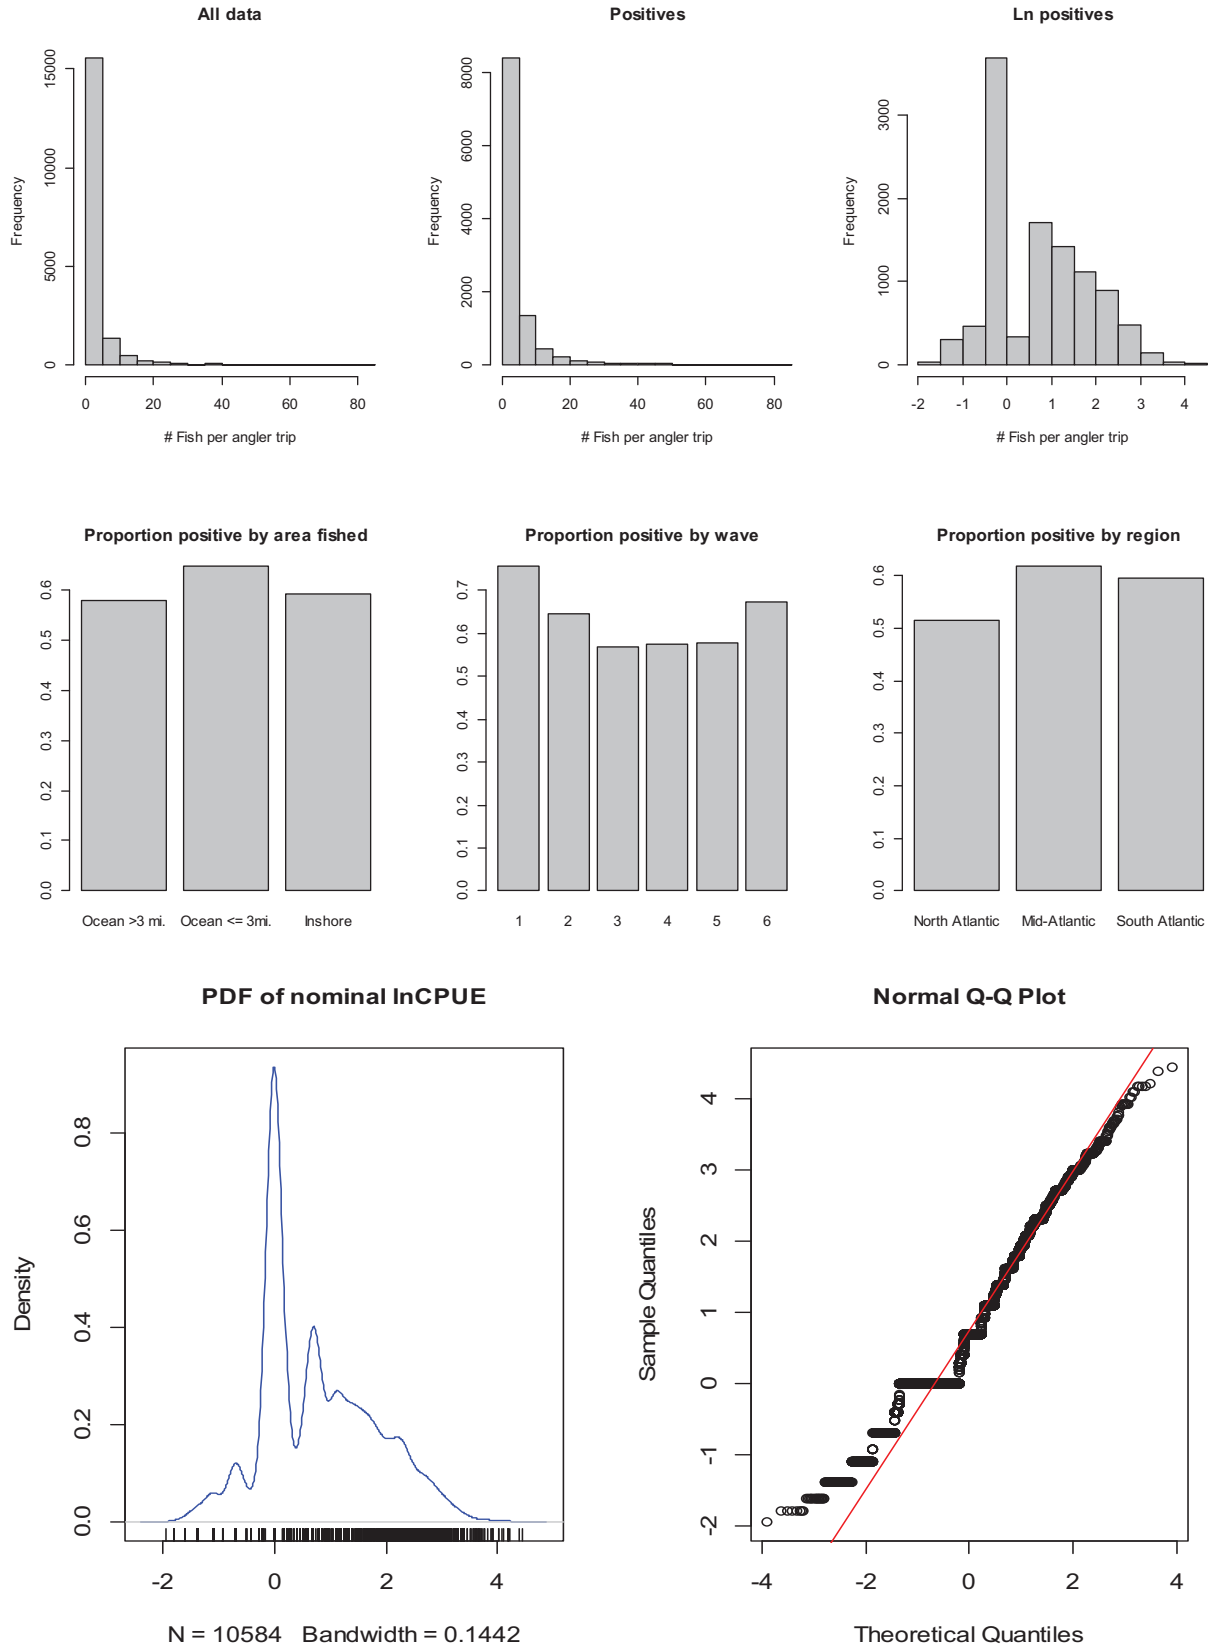 All data
Positives
Ln positives
Frequency
0 5000 10000 15000
0 20 40 60 80
# Fish per angler trip
Frequency
0 2000 4000 6000 8000
0 20 40 60 80
# Fish per angler trip
Frequency
0 1000 2000 3000
-2 -1 0 1 2 3 4
# Fish per angler trip
Proportion positive by area fished
0.0 0.1 0.2 0.3 0.4 0.5 0.6
Ocean >3 mi. Ocean <= 3mi. Inshore
Proportion positive by wave
0.0 0.1 0.2 0.3 0.4 0.5 0.6 0.7
1 2 3 4 5 6
Proportion positive by region
0.0 0.1 0.2 0.3 0.4 0.5 0.6
North Atlantic Mid-Atlantic South Atlantic
PDF of nominal lnCPUE
Density
0.0 0.2 0.4 0.6 0.8
-2 0 2 4
N = 10584 Bandwidth = 0.1442
Normal Q-Q Plot
Sample Quantiles
-2 -1 0 1 2 3 4
-4 -2 0 2 4
Theoretical Quantiles